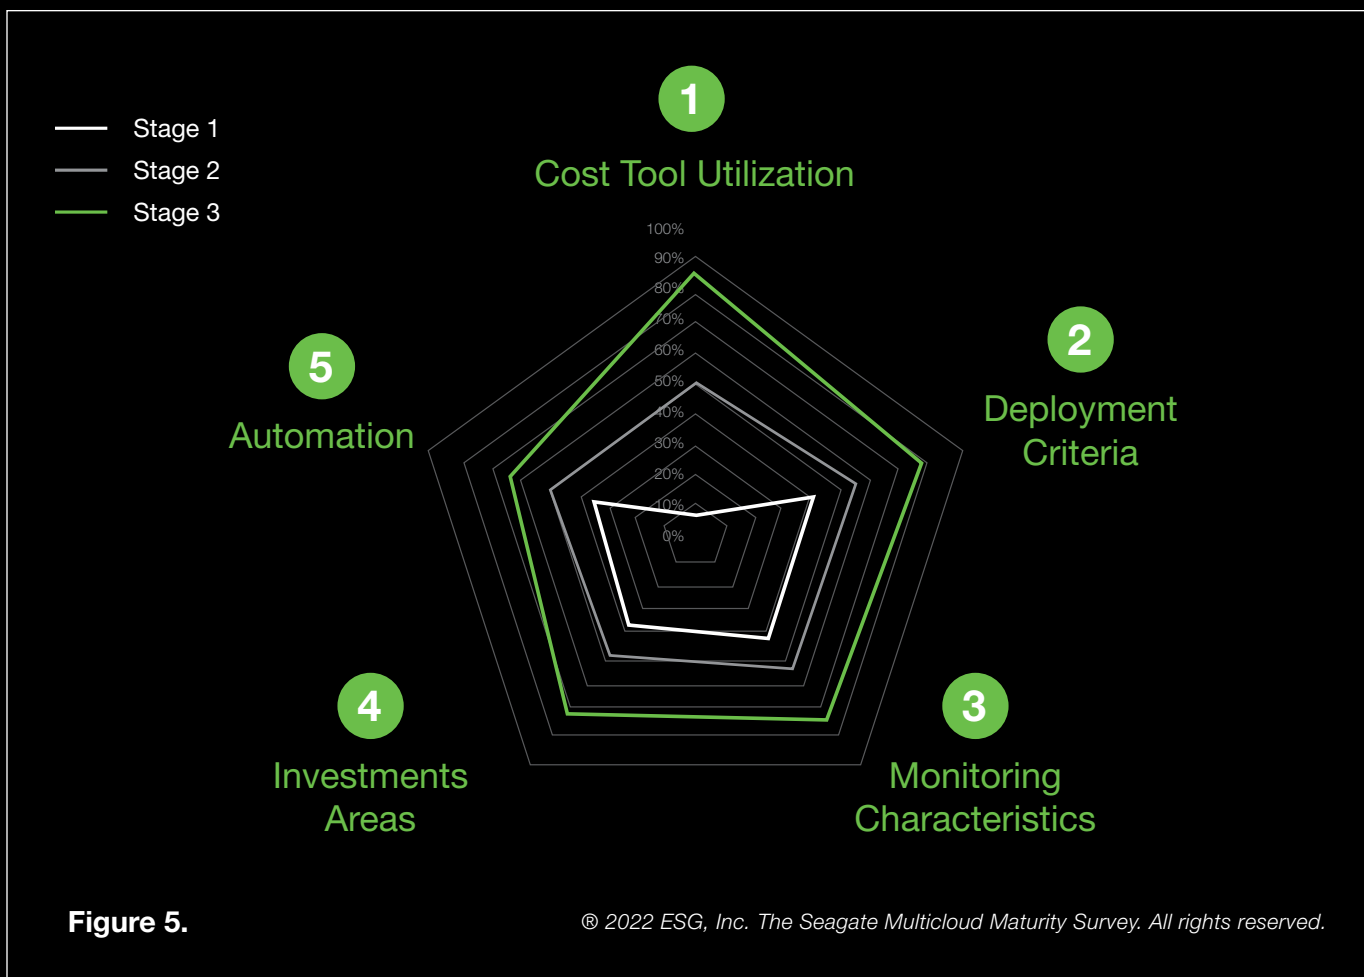 Stage 1
Stage 2
Stage 3
1
Cost Tool Utilization
100%
90%
80%
70%
60%
50%
40%
30%
20%
10%
0%
2
Deployment
Criteria
3
Monitoring
Characteristics
4
Investments
Areas
5
Automation
Figure 5.
® 2022 ESG, Inc. The Seagate Multicloud Maturity Survey. All rights reserved.